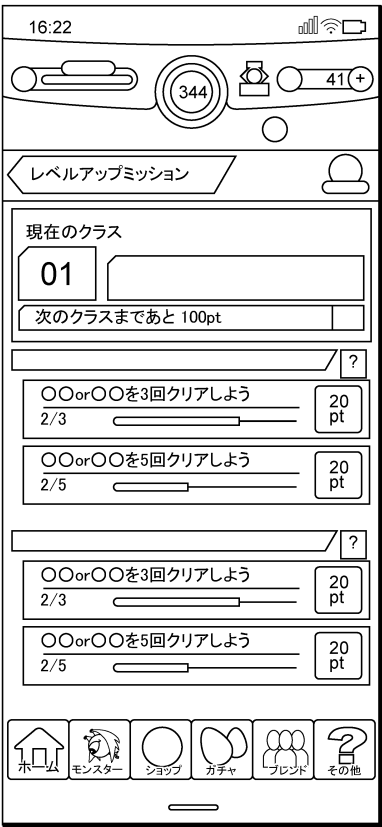 16:22
344
41
+
レベルアップミッション
現在のクラス
01
次のクラスまであと 100pt
?
〇〇or〇〇を3回クリアしよう
2/3
20
pt
〇〇or〇〇を5回クリアしよう
2/5
20
pt
?
〇〇or〇〇を3回クリアしよう
2/3
20
pt
〇〇or〇〇を5回クリアしよう
2/5
20
pt
ホーム
モンスター
ショップ
ガチャ
フレンド
?
その他